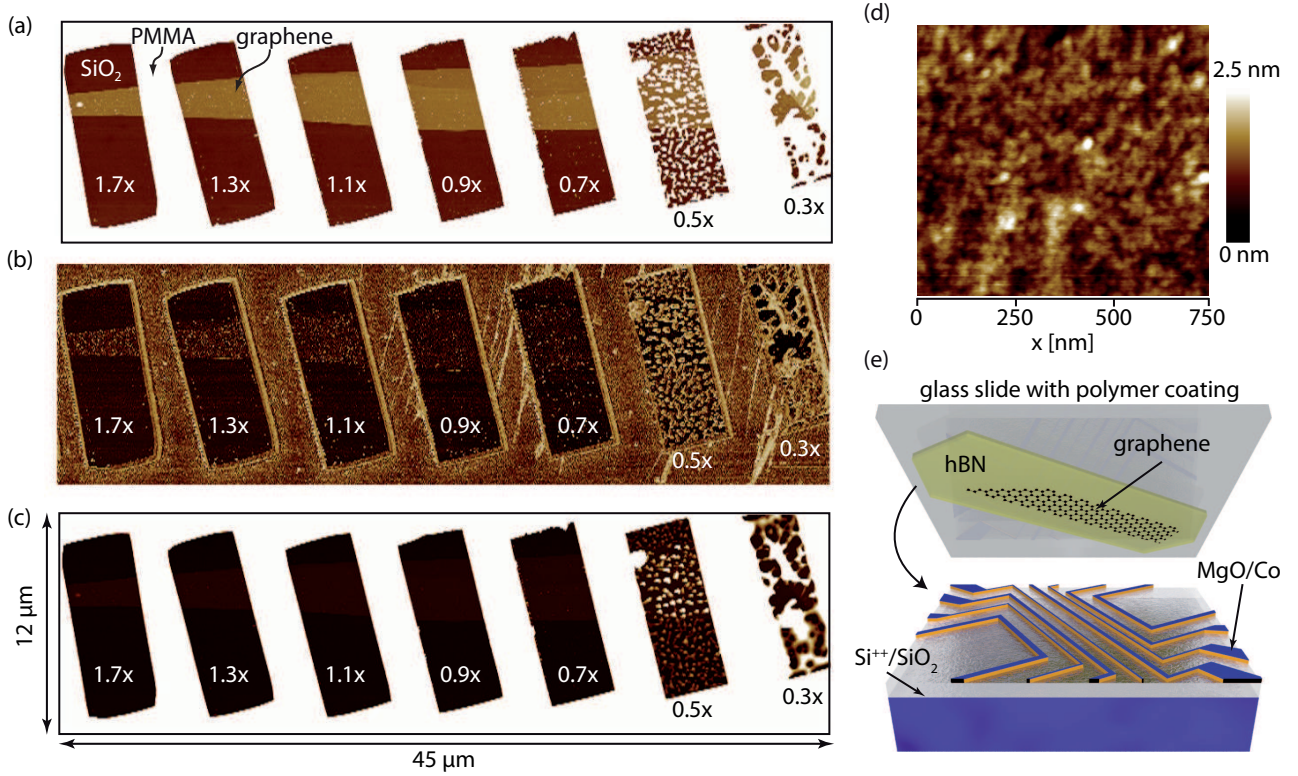 (a)
PMMA
graphene
SiO₂
1.7x
1.3x
1.1x
0.9x
0.7x
0.5x
0.3x
(b)
1.7x
1.3x
1.1x
0.9x
0.7x
0.5x
0.3x
(c)
1.7x
1.3x
1.1x
0.9x
0.7x
0.5x
0.3x
12 μm
45 μm
(d)
2.5 nm
0 nm
0 250 500 750
x [nm]
(e)
glass slide with polymer coating
graphene
hBN
MgO/Co
Si⁺⁺/SiO₂